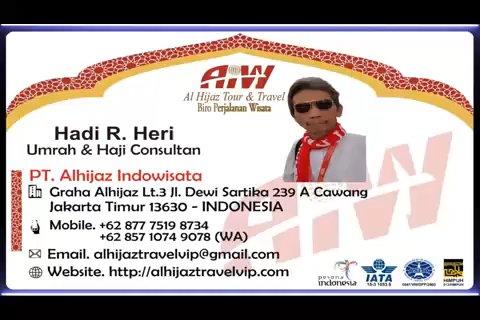 AIW
Al Hijaz Tour & Travel
Biro Perjalanan Wisata
Hadi R. Heri
Umrah & Haji Consultan
PT. Alhijaz Indowisata
Graha Alhijaz Lt.3 Jl. Dewi Sartika 239 A Cawang
Jakarta Timur 13630 - INDONESIA
Mobile. +62 877 7519 8734
+62 857 1074 9078 (WA)
Email. alhijaztravelvip@gmail.com
Website. http://alhijaztravelvip.com
pesona
indonesia
IATA
HIMPUH